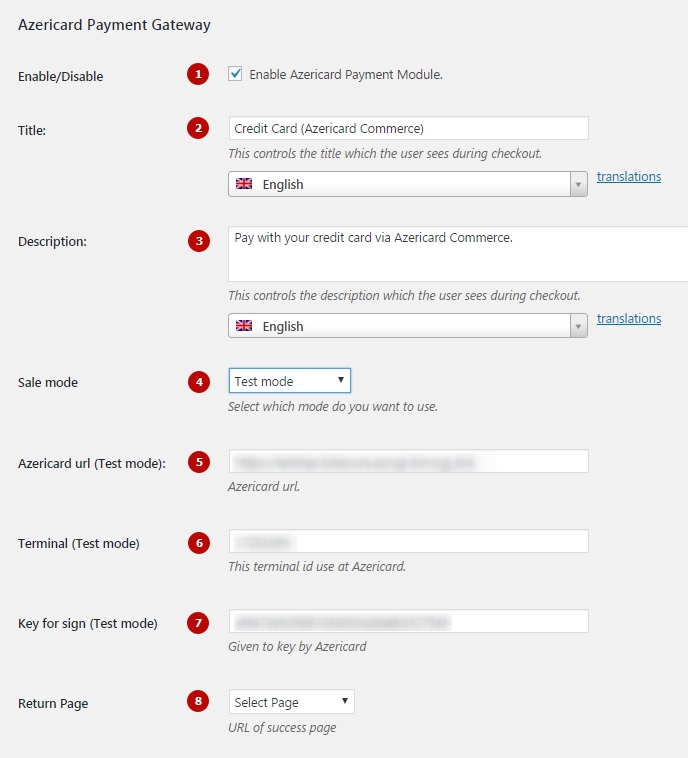 Azericard Payment Gateway
Enable/Disable 1 Enable Azericard Payment Module.
Title: 2 Credit Card (Azericard Commerce)
This controls the title which the user sees during checkout.
English translations
Description: 3 Pay with your credit card via Azericard Commerce.
This controls the description which the user sees during checkout.
English translations
Sale mode 4 Test mode
Select which mode do you want to use.
Azericard url (Test mode): 5
Azericard url.
Terminal (Test mode) 6
This terminal id use at Azericard.
Key for sign (Test mode) 7
Given to key by Azericard
Return Page 8 Select Page
URL of success page